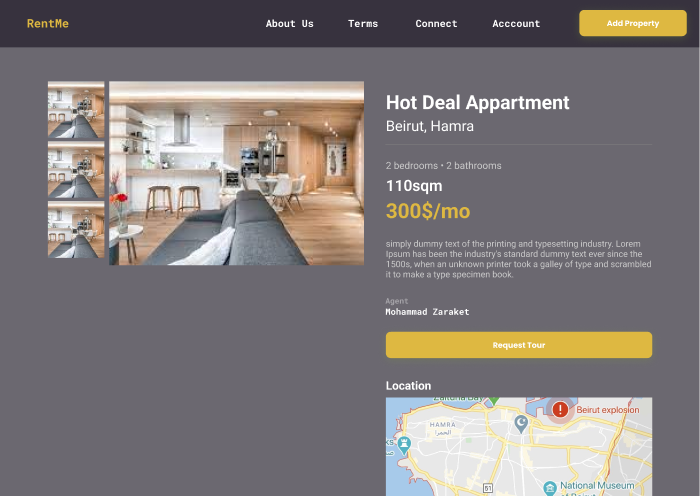 RentMe
About Us
Terms
Connect
Acccount
Add Property
Hot Deal Appartment
Beirut, Hamra
2 bedrooms • 2 bathrooms
110sqm
300$/mo
simply dummy text of the printing and typesetting industry. Lorem
Ipsum has been the industry's standard dummy text ever since the
1500s, when an unknown printer took a galley of type and scrambled
it to make a type specimen book.
Agent
Mohammad Zaraket
Request Tour
Location
Zaituna Bay
Beirut explosion
HAMRA
الحمرا
51
National Museum
of Beirut